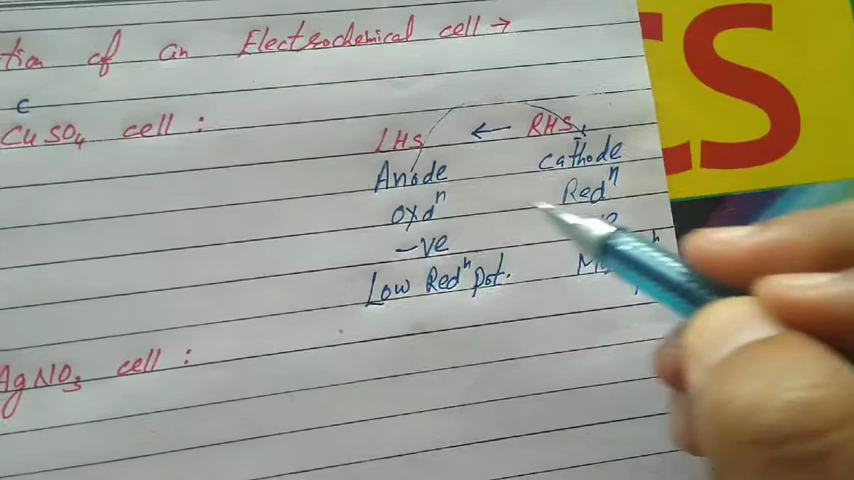 tion of an Electrochemical cell →
c
CuSO4 cell :
LHS ← RHS
Anode
cathode
oxdⁿ
Redⁿ
-ve
Low Redⁿ pot.
AgNO3 cell :
CS